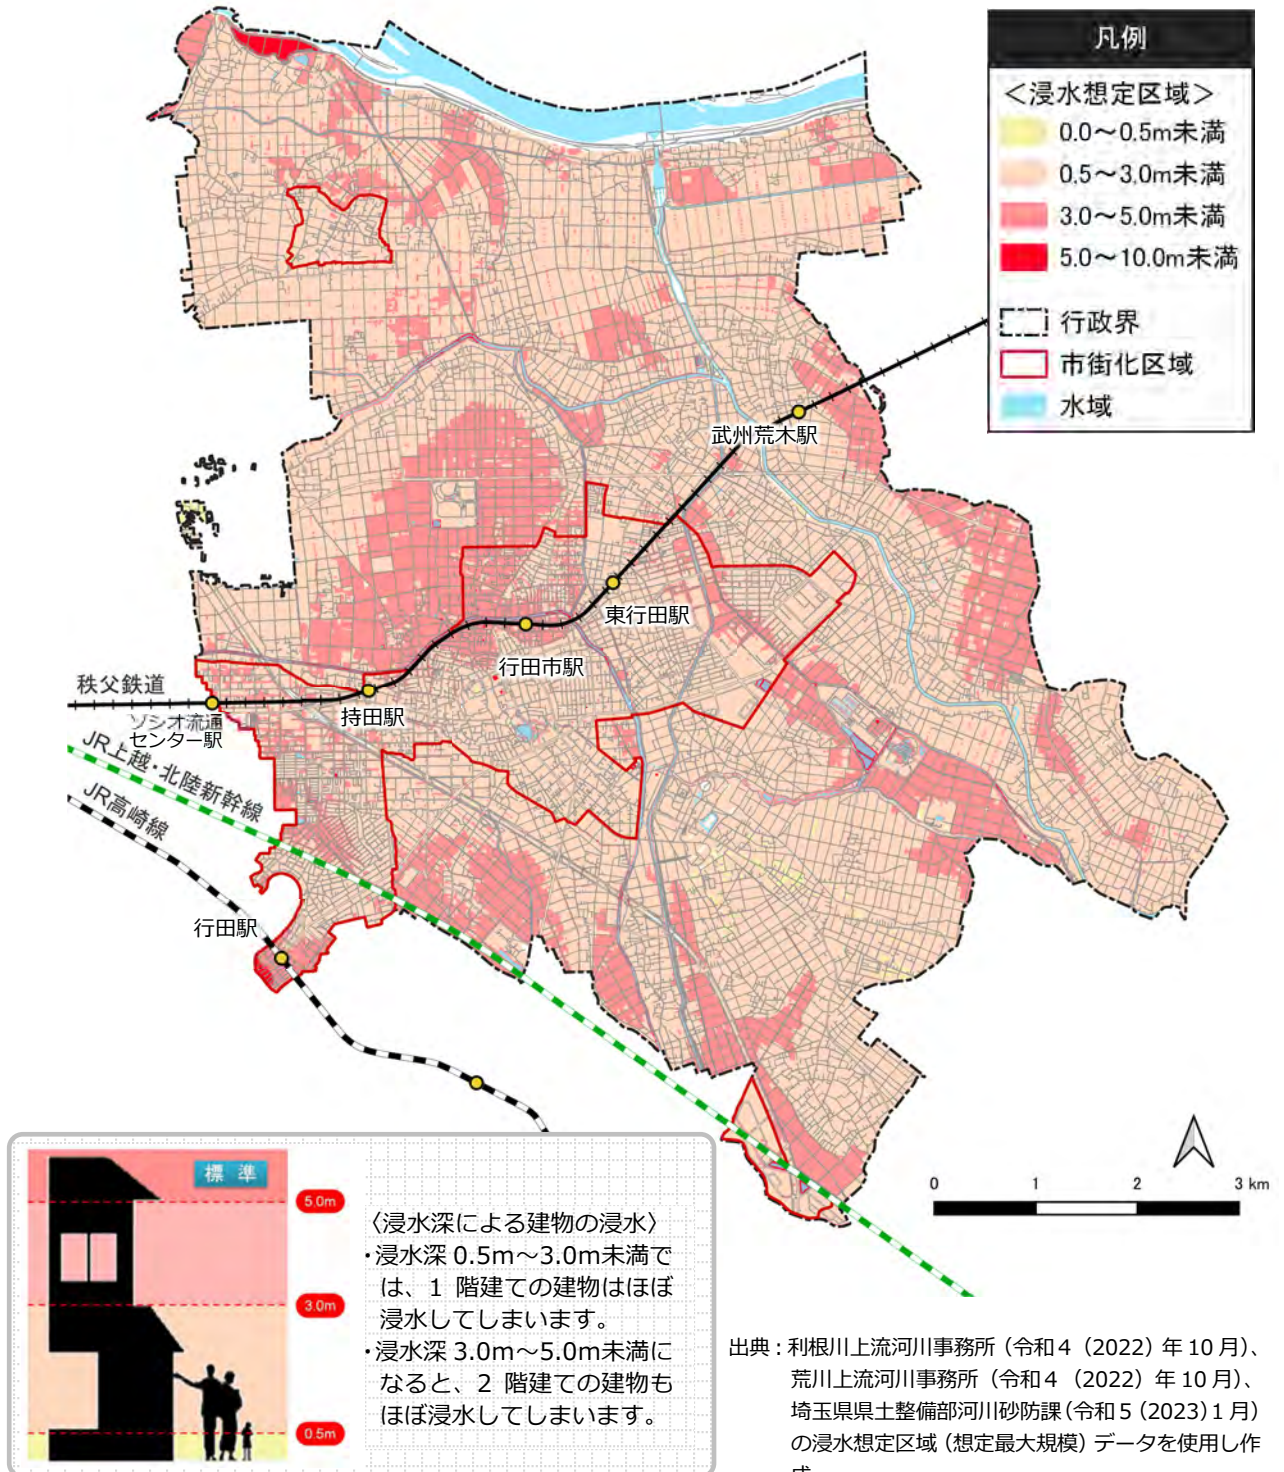 凡例
＜浸水想定区域＞
0.0～0.5m未満
0.5～3.0m未満
3.0～5.0m未満
5.0～10.0m未満
行政界
市街化区域
水域
武州荒木駅
東行田駅
行田市駅
秩父鉄道
持田駅
ソシオ流通
センター駅
JR上越・北陸新幹線
JR高崎線
行田駅
0 1 2 3 km
標準
5.0m
3.0m
0.5m
〈浸水深による建物の浸水〉
・浸水深 0.5m～3.0m未満で
は、1 階建ての建物はほぼ
浸水してしまいます。
・浸水深 3.0m～5.0m未満に
なると、2 階建ての建物も
ほぼ浸水してしまいます。
出典：利根川上流河川事務所（令和４（2022）年 10 月）、
荒川上流河川事務所（令和４（2022）年 10 月）、
埼玉県県土整備部河川砂防課（令和５（2023）1 月）
の浸水想定区域（想定最大規模）データを使用し作